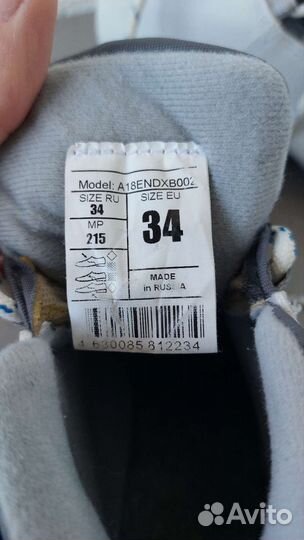 Model: A18ENDXB002
SIZE RU
34
MP
215
SIZE EU
34
MADE
in RUSSIA
4 630085 812234
Avito